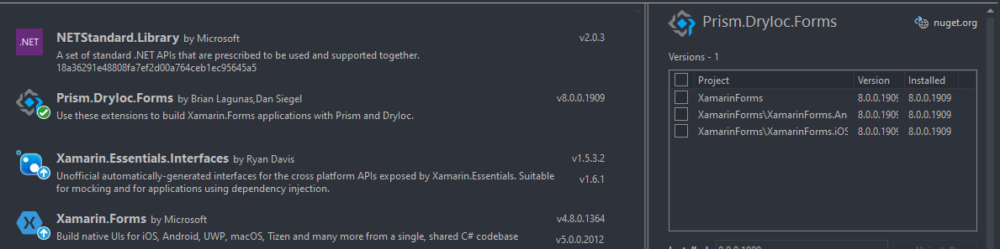 .NET
NETStandard.Library by Microsoft
v2.0.3
A set of standard .NET APIs that are prescribed to be used and supported together.
18a36291e48808fa7ef2d00a764ceb1ec95645a5
Prism.DryIoc.Forms by Brian Lagunas,Dan Siegel
v8.0.0.1909
Use these extensions to build Xamarin.Forms applications with Prism and DryIoc.
Xamarin.Essentials.Interfaces by Ryan Davis
v1.5.3.2
Unofficial automatically-generated interfaces for the cross platform APIs exposed by Xamarin.Essentials. Suitable
v1.6.1
for mocking and for applications using dependency injection.
Xamarin.Forms by Microsoft
v4.8.0.1364
Build native UIs for iOS, Android, UWP, macOS, Tizen and many more from a single, shared C# codebase
v5.0.0.2012
Prism.DryIoc.Forms
nuget.org
Versions - 1
Project Version Installed
XamarinForms 8.0.0.1909 8.0.0.1909
XamarinForms\XamarinForms.An 8.0.0.1909 8.0.0.1909
XamarinForms\XamarinForms.iOS 8.0.0.1909 8.0.0.1909